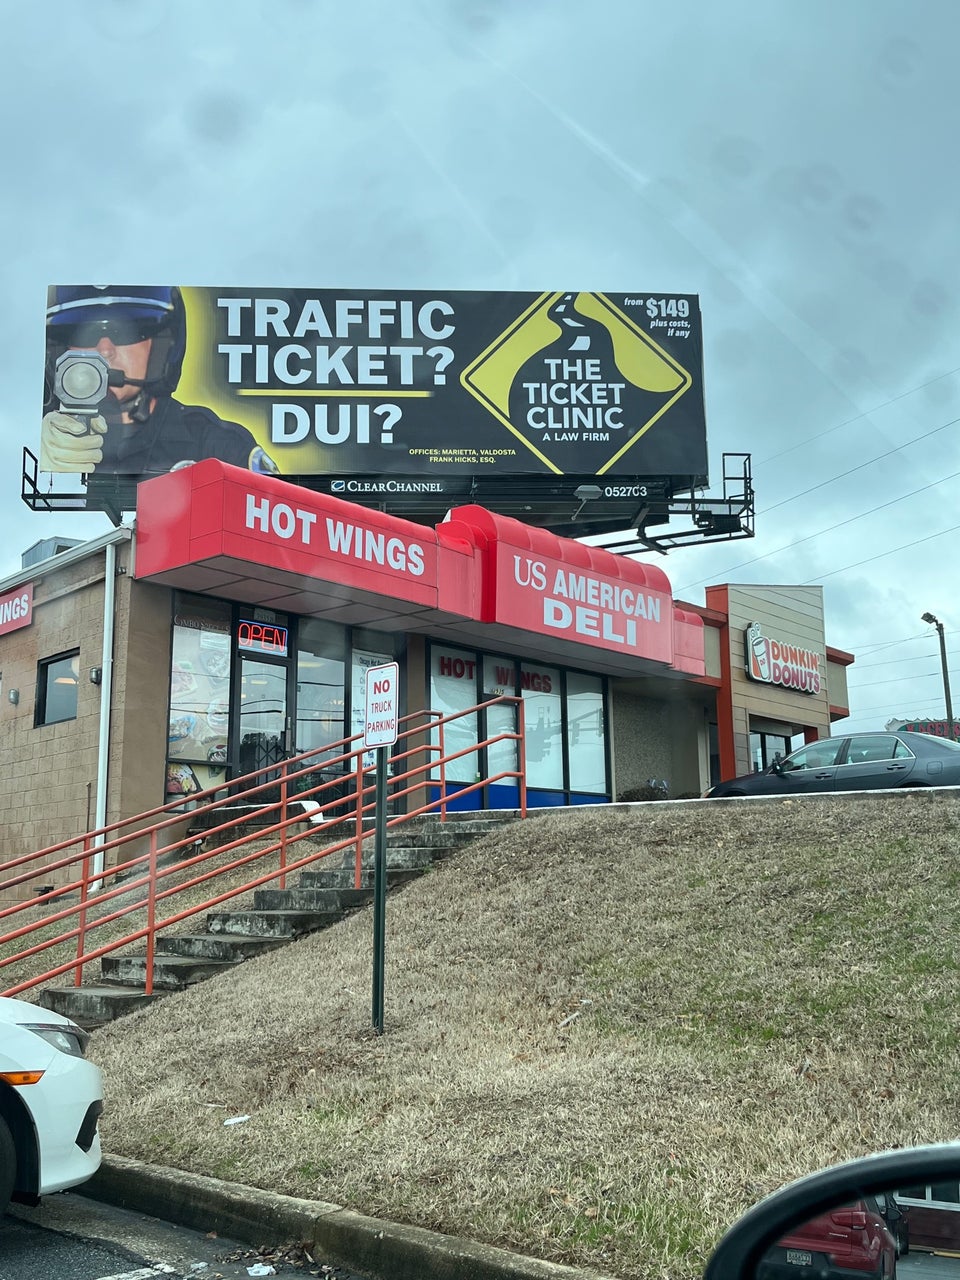 TRAFFIC
TICKET?
DUI?
from $149
plus costs,
if any
THE
TICKET
CLINIC
A LAW FIRM
OFFICES: MARIETTA, VALDOSTA
FRANK HICKS, ESQ.
CLEARCHANNEL
052703
HOT WINGS
US AMERICAN
DELI
INGS
OPEN
HOT WINGS
NO
TRUCK
PARKING
DUNKIN'
DONUTS